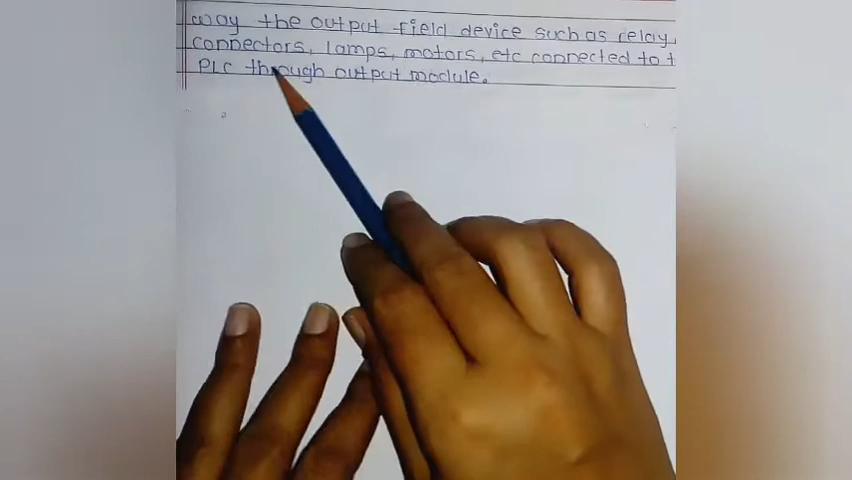 way the output field device such as relay,
connectors, lamps, motors, etc connected to t
PLC through output module.